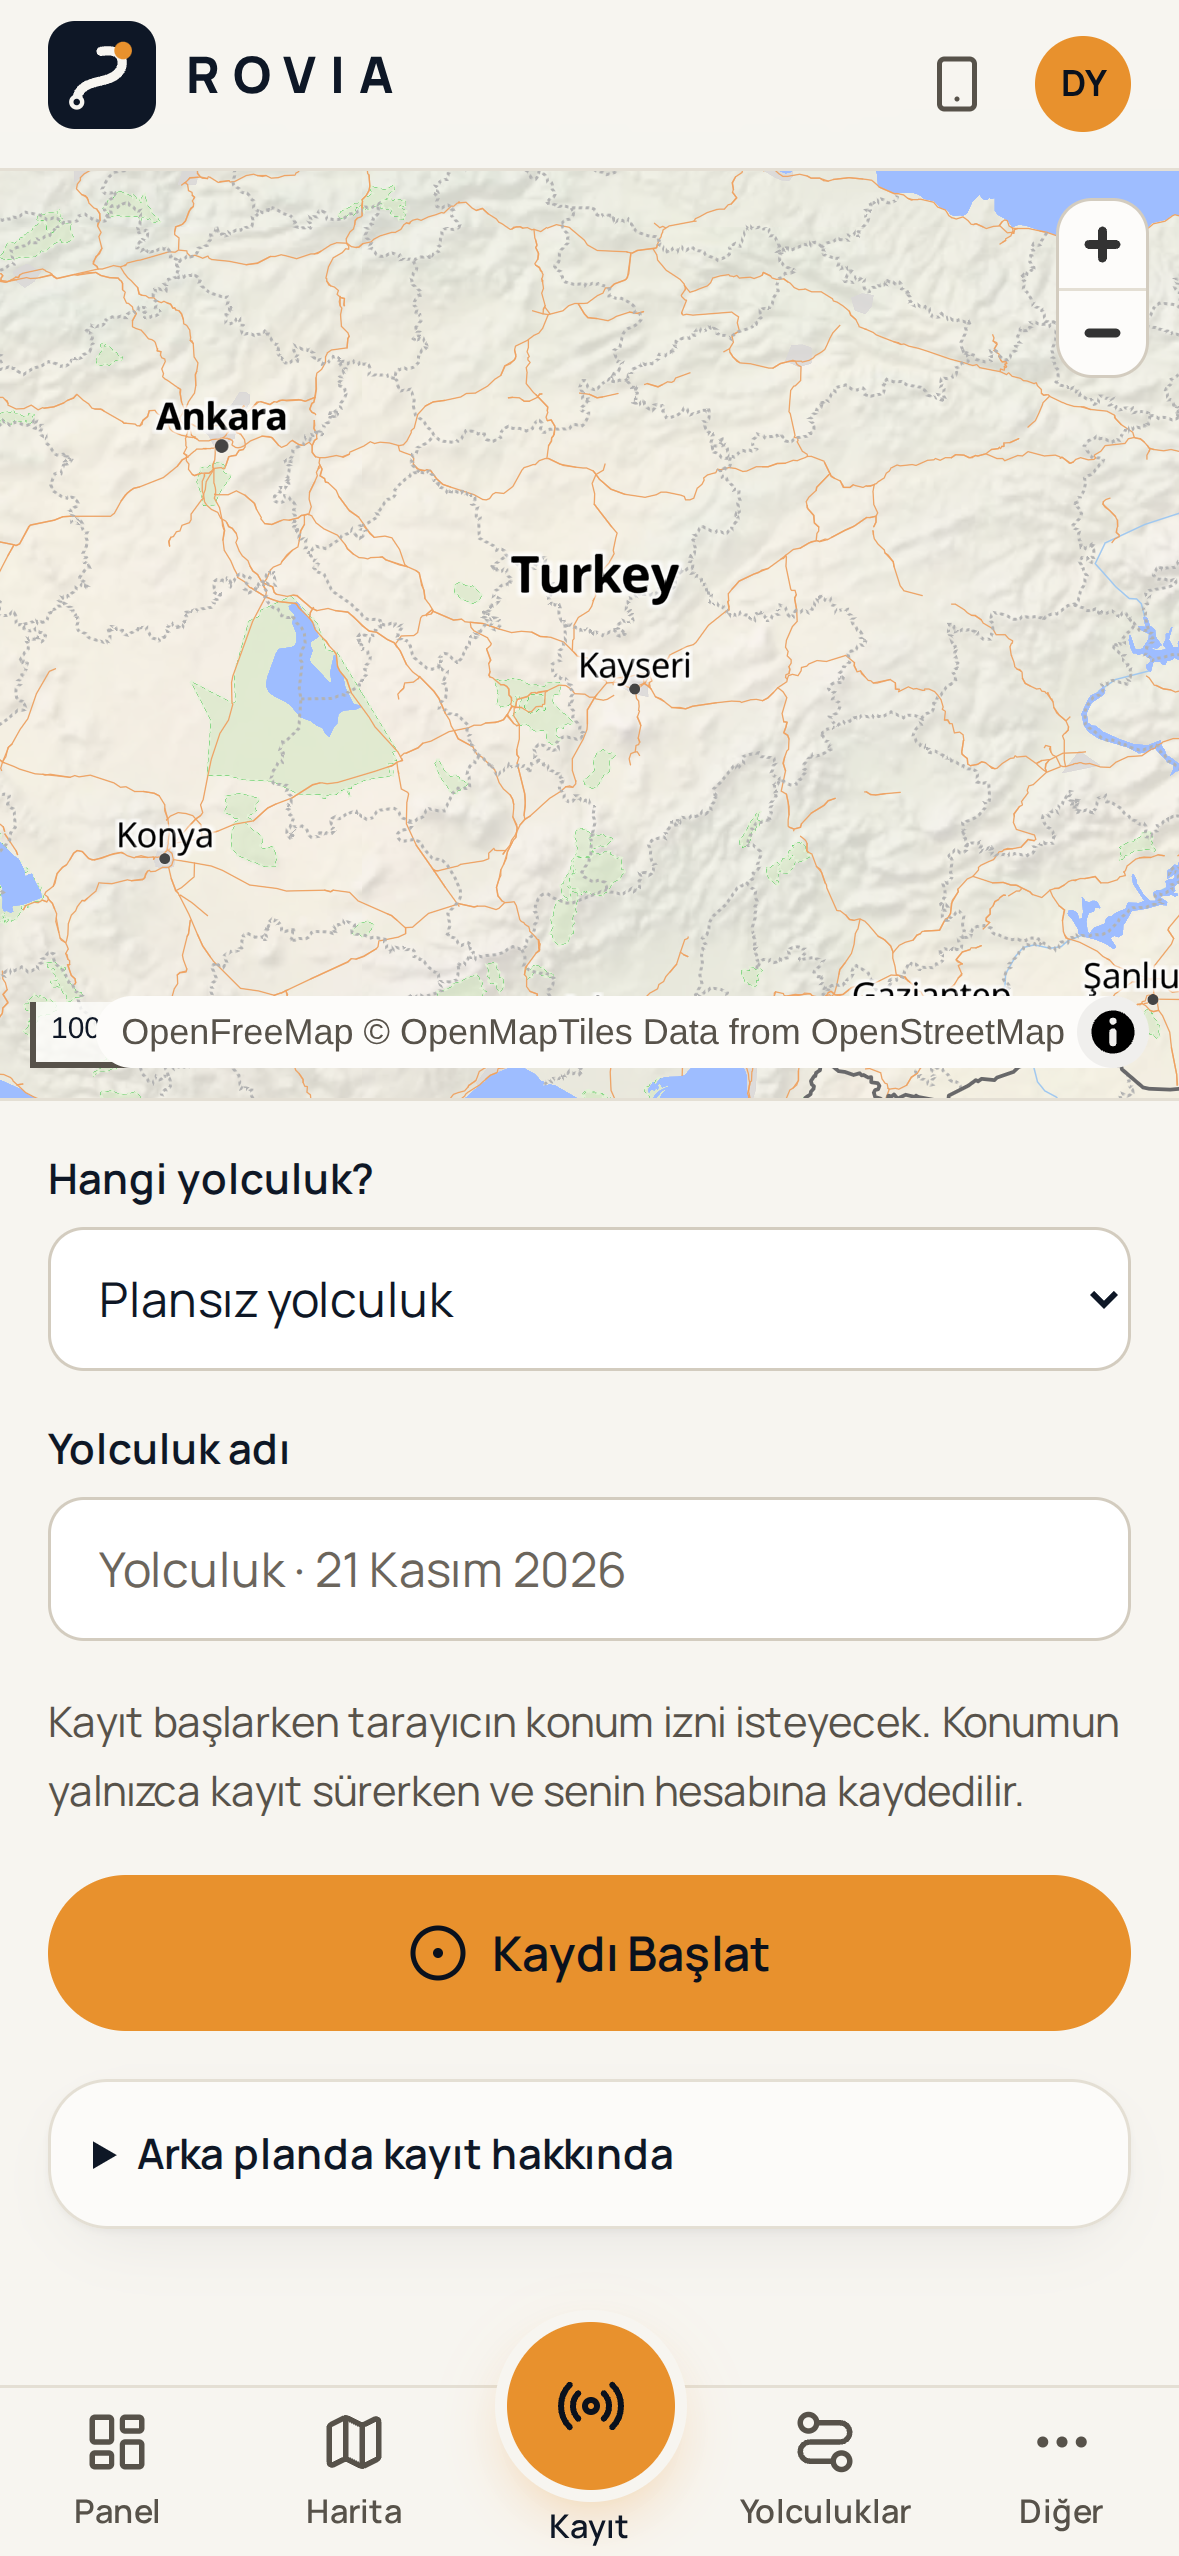 ROVIA
DY
Ankara
Turkey
Kayseri
Konya
Gaziantep
Şanlıu
100
OpenFreeMap © OpenMapTiles Data from OpenStreetMap
Hangi yolculuk?
Plansız yolculuk
Yolculuk adı
Yolculuk · 21 Kasım 2026
Kayıt başlarken tarayıcın konum izni isteyecek. Konumun
yalnızca kayıt sürerken ve senin hesabına kaydedilir.
Kaydı Başlat
Arka planda kayıt hakkında
Panel
Harita
Kayıt
Yolculuklar
Diğer